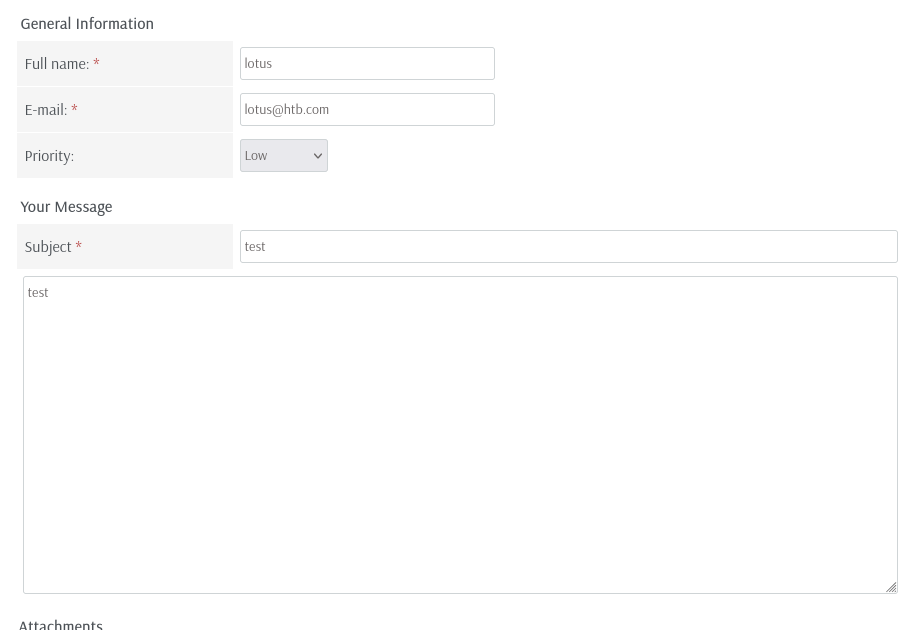 General Information
Full name: * lotus
E-mail: * lotus@htb.com
Priority: Low
Your Message
Subject * test
test
Attachments